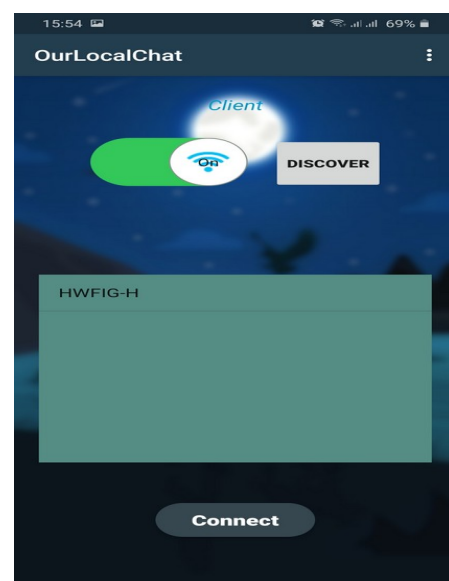 15:54 69%
OurLocalChat
Client
On
DISCOVER
HWFIG-H
Connect